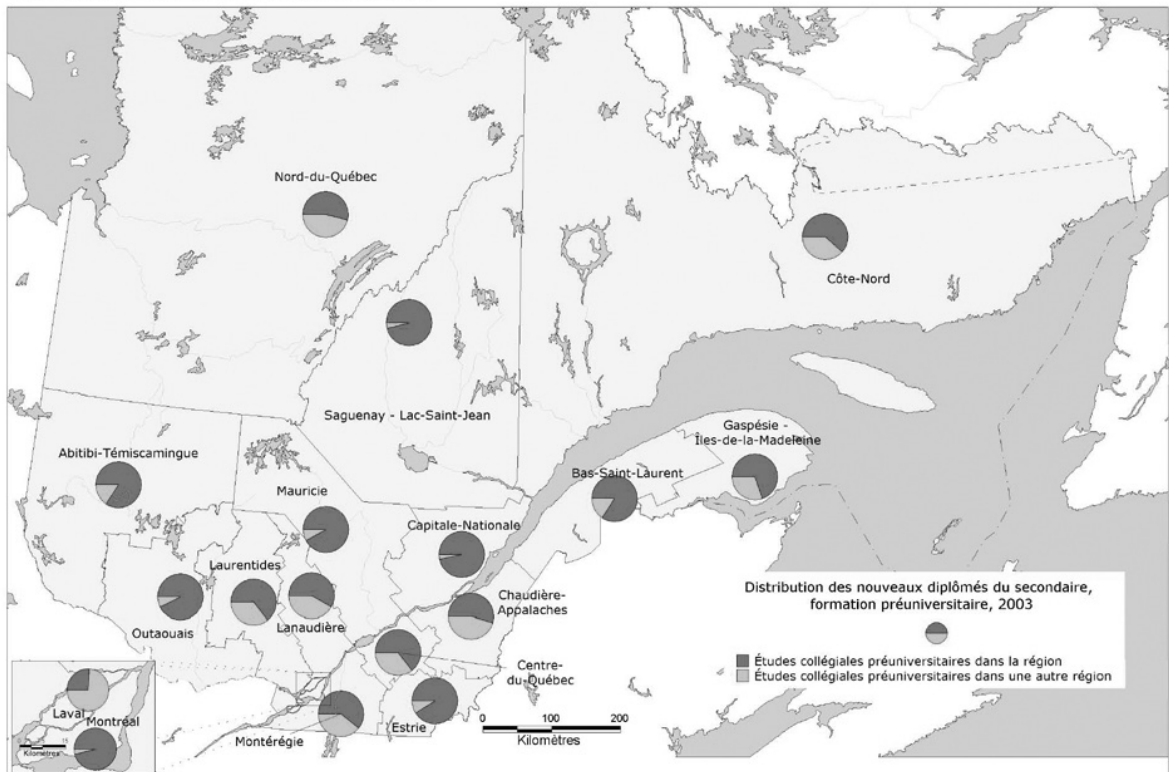 Nord-du-Québec
Côte-Nord
Saguenay - Lac-Saint-Jean
Gaspésie -
Îles-de-la-Madeleine
Abitibi-Témiscamingue
Bas-Saint-Laurent
Mauricie
Capitale-Nationale
Laurentides
Chaudière-
Appalaches
Lanaudière
Outaouais
Distribution des nouveaux diplômés du secondaire,
formation préuniversitaire, 2003
Études collégiales préuniversitaires dans la région
Études collégiales préuniversitaires dans une autre région
Centre-
du-Québec
Laval
Montréal
Estrie
Montérégie
0 100 200
Kilomètres
0 15
Kilomètres